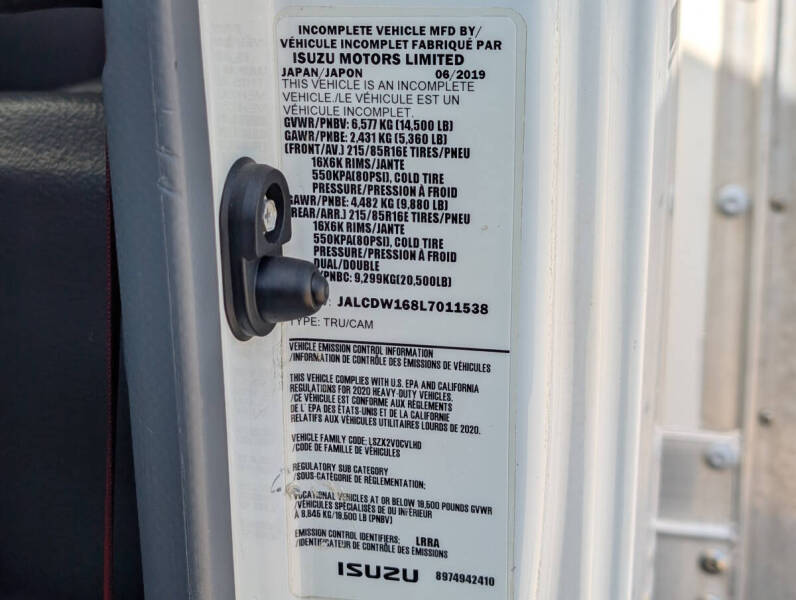 INCOMPLETE VEHICLE MFD BY/
VÉHICULE INCOMPLET FABRIQUÉ PAR
ISUZU MOTORS LIMITED
JAPAN/JAPON 06/2019
THIS VEHICLE IS AN INCOMPLETE
VEHICLE./LE VÉHICULE EST UN
VÉHICULE INCOMPLET.
GVWR/PNBV: 6,577 KG (14,500 LB)
GAWR/PNBE: 2,431 KG (5,360 LB)
(FRONT/AV.) 215/85R16E TIRES/PNEU
16X6K RIMS/JANTE
550KPA(80PSI), COLD TIRE
PRESSURE/PRESSION À FROID
GAWR/PNBE: 4,482 KG (9,880 LB)
REAR/ARR.) 215/85R16E TIRES/PNEU
16X6K RIMS/JANTE
550KPA(80PSI), COLD TIRE
PRESSURE/PRESSION À FROID
DUAL/DOUBLE
/PNBC: 9,299KG(20,500LB)
: JALCDW168L7011538
TYPE: TRU/CAM
VEHICLE EMISSION CONTROL INFORMATION
/INFORMATION DE CONTRÔLE DES ÉMISSIONS DE VÉHICULES
THIS VEHICLE COMPLIES WITH U.S. EPA AND CALIFORNIA
REGULATIONS FOR 2020 HEAVY-DUTY VEHICLES.
/CE VÉHICULE EST CONFORME AUX RÈGLEMENTS
DE L'EPA DES ÉTATS-UNIS ET DE LA CALIFORNIE
RELATIFS AUX VÉHICULES UTILITAIRES LOURDS DE 2020.
VEHICLE FAMILY CODE: LSZX2VOCVLHD
/CODE DE FAMILLE DE VÉHICULES
REGULATORY SUB CATEGORY
/SOUS-CATÉGORIE DE RÉGLEMENTATION:
VOCATIONAL VEHICLES AT OR BELOW 19,500 POUNDS GVWR
/VÉHICULES SPÉCIALISÉS DE OU INFÉRIEUR
À 8,845 KG/19,500 LB (PNBV)
EMISSION CONTROL IDENTIFIERS: LRRA
/IDENTIFICATEUR DE CONTRÔLE DES ÉMISSIONS
ISUZU 8974942410